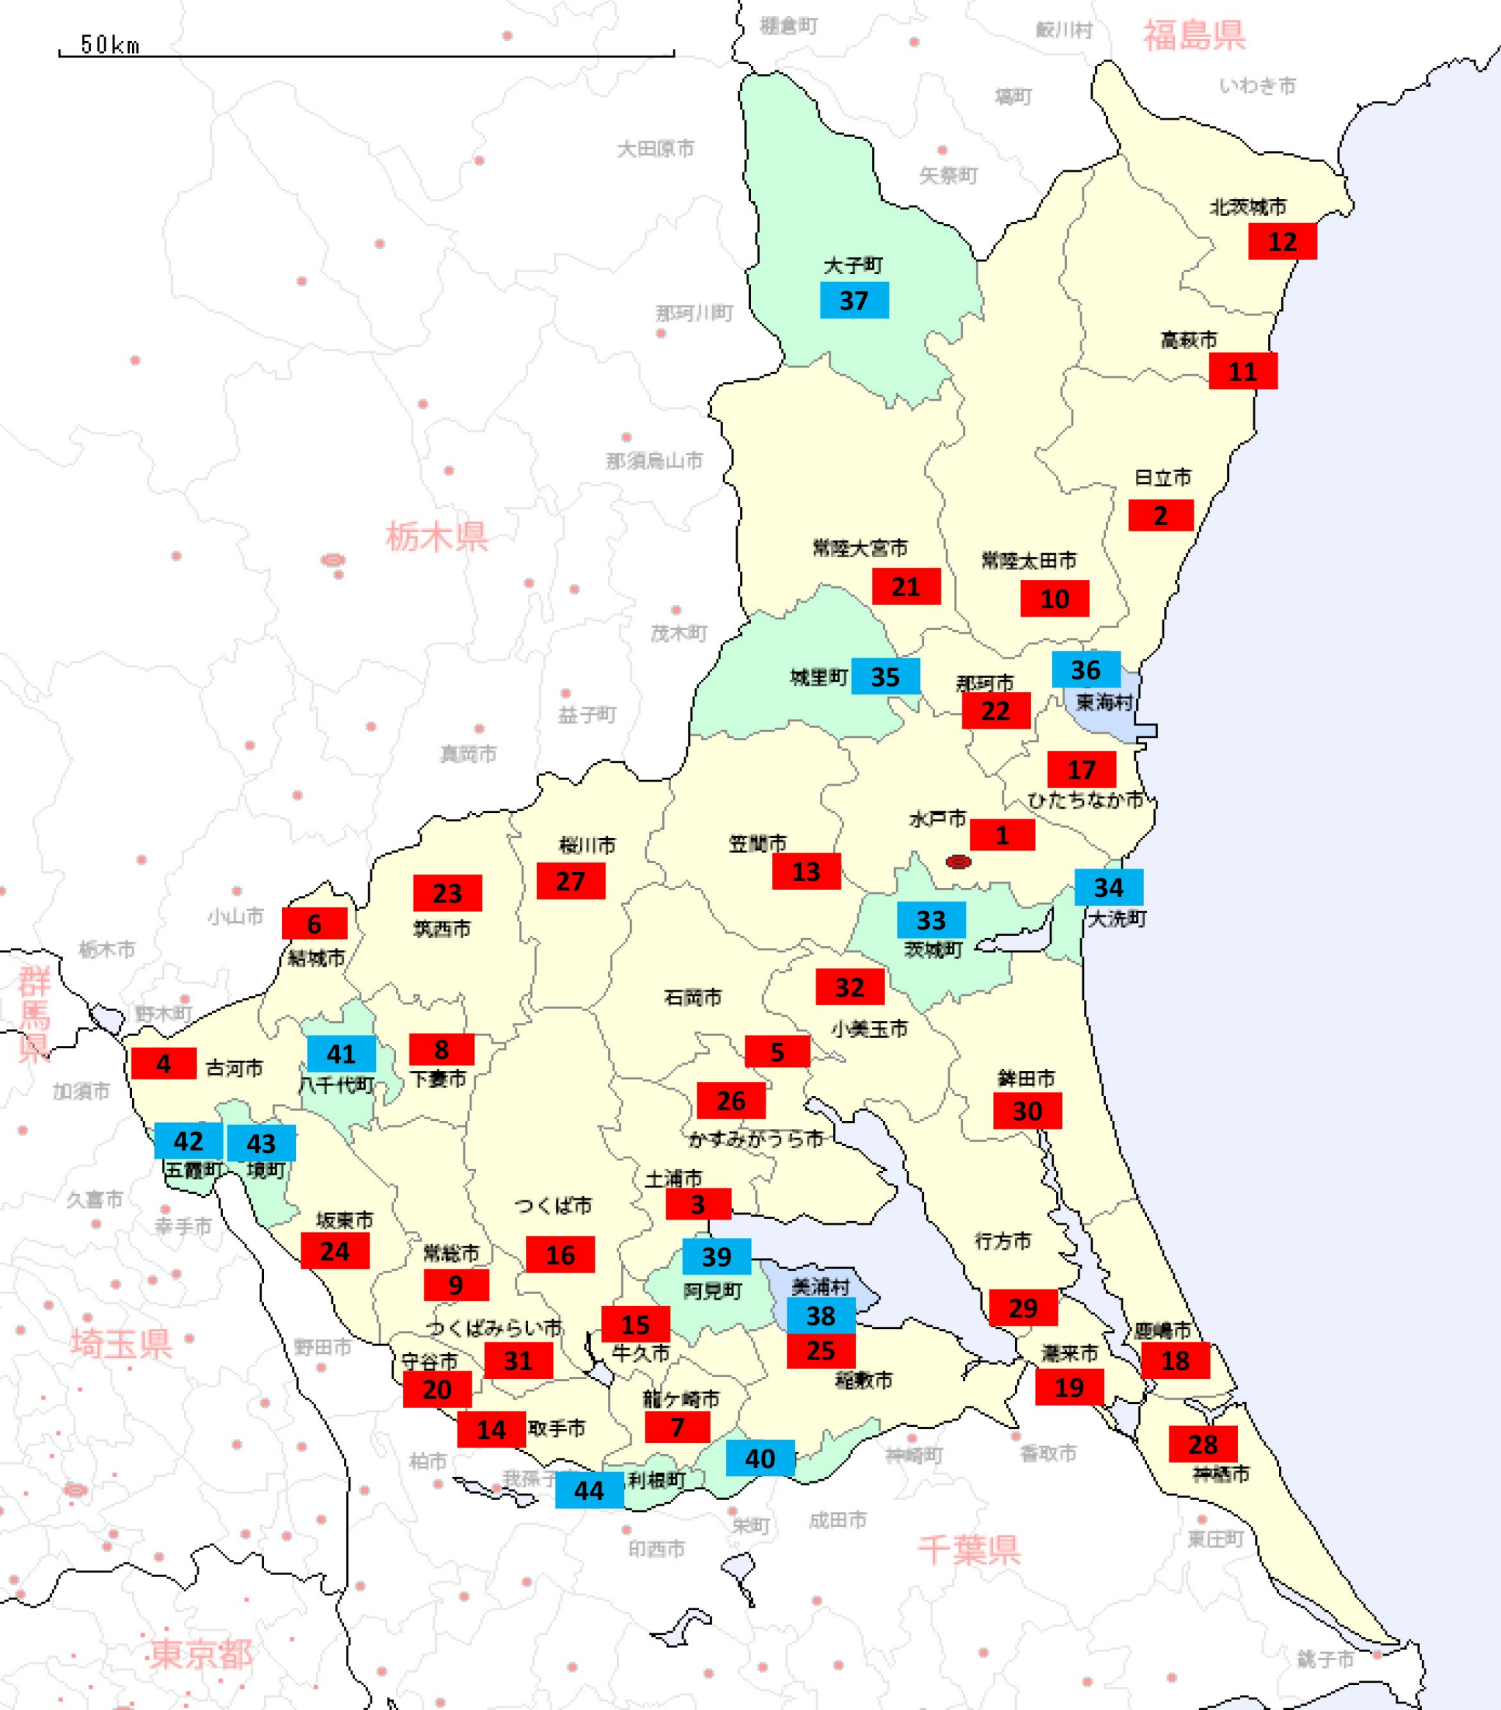 50km
棚倉町
鮫川村
福島県
いわき市
塙町
大田原市
矢祭町
北茨城市
12
大子町
37
那珂川町
高萩市
11
那須烏山市
日立市
2
栃木県
常陸大宮市
21
常陸太田市
10
茂木町
城里町
35
那珂市
22
36
東海村
益子町
真岡市
17
ひたちなか市
水戸市
1
桜川市
27
笠間市
13
23
筑西市
34
大洗町
33
茨城町
小山市
6
結城市
栃木市
群馬県
野木町
石岡市
32
小美玉市
5
4
古河市
41
八千代町
8
下妻市
加須市
26
かすみがうら市
鉾田市
30
42
五霞町
43
境町
久喜市
幸手市
土浦市
3
つくば市
16
坂東市
24
常総市
9
39
阿見町
行方市
29
美浦村
38
25
稲敷市
15
牛久市
つくばみらい市
31
埼玉県
野田市
守谷市
20
潮来市
19
鹿嶋市
18
龍ケ崎市
7
14
取手市
柏市
我孫子
44
利根町
40
神崎町
香取市
28
神栖市
栄町
成田市
印西市
千葉県
東庄町
東京都
銚子市